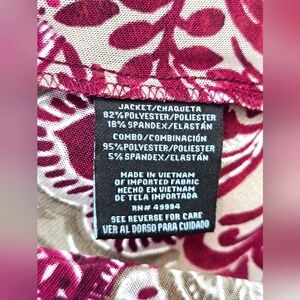 JACKET/CHAQUETA
82% POLYESTER/POLIESTER
18% SPANDEX/ELASTÁN
COMBO/COMBINACIÓN
95% POLYESTER/POLIESTER
5% SPANDEX/ELASTÁN
MADE IN VIETNAM
OF IMPORTED FABRIC
HECHO EN VIETNAM
DE TELA IMPORTADA
RN# 49994
SEE REVERSE FOR CARE
VER AL DORSO PARA CUIDADO